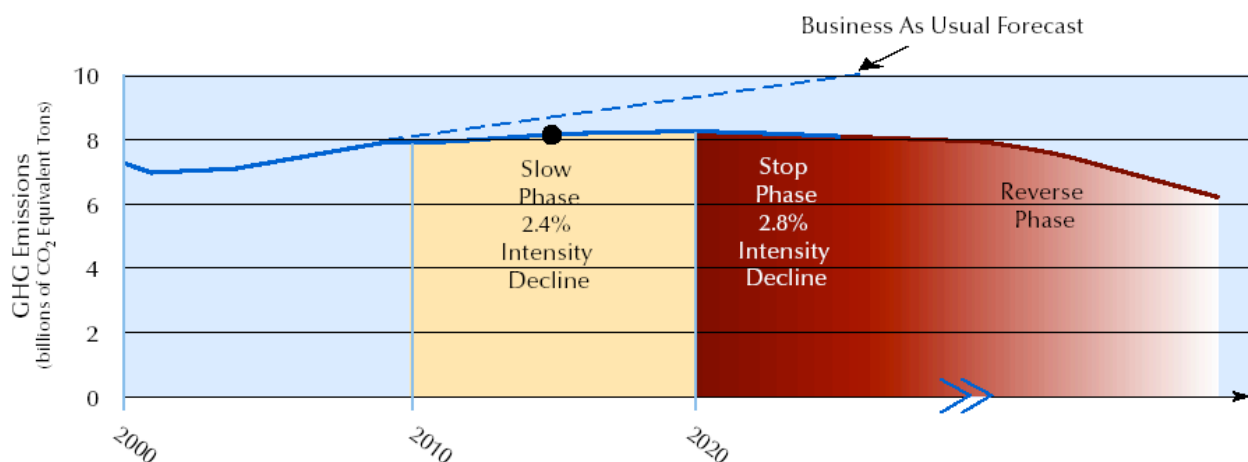 Business As Usual Forecast
GHG Emissions
(billions of CO2 Equivalent Tons)
10
8
6
4
2
0
Slow
Phase
2.4%
Intensity
Decline
Stop
Phase
2.8%
Intensity
Decline
Reverse
Phase
2000
2010
2020